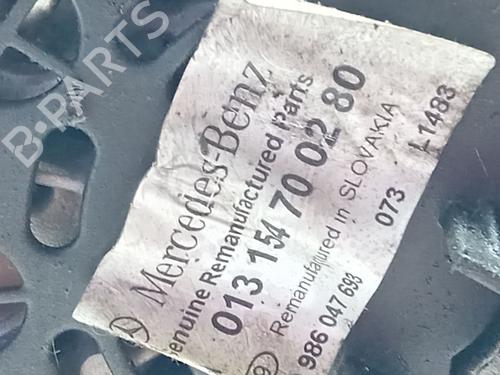 B-PARTS
Mercedes-Benz
Genuine Remanufactured Parts
013 154 70 02 80
Remanufactured in SLOVAKIA
986 047 693
073
L1483